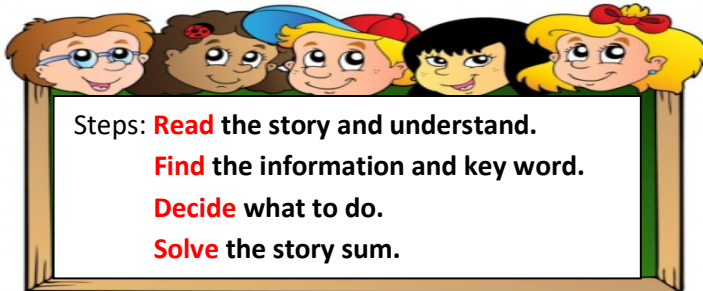 Steps: Read the story and understand.
Find the information and key word.
Decide what to do.
Solve the story sum.